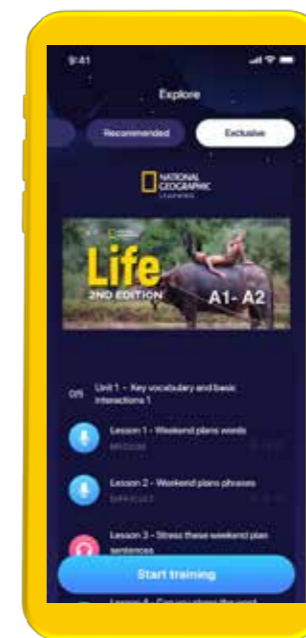 9:41
Explore
Recommended
Exclusive
NATIONAL
GEOGRAPHIC
LEARNING
Life
2ND EDITION
A1- A2
0/5
Unit 1 - Key vocabulary and basic
interactions 1
Lesson 1 - Weekend plans words
MEDIUM
Lesson 2 - Weekend plans phrases
DIFFICULT
Lesson 3 - Stress these weekend plan
sentences
Start training